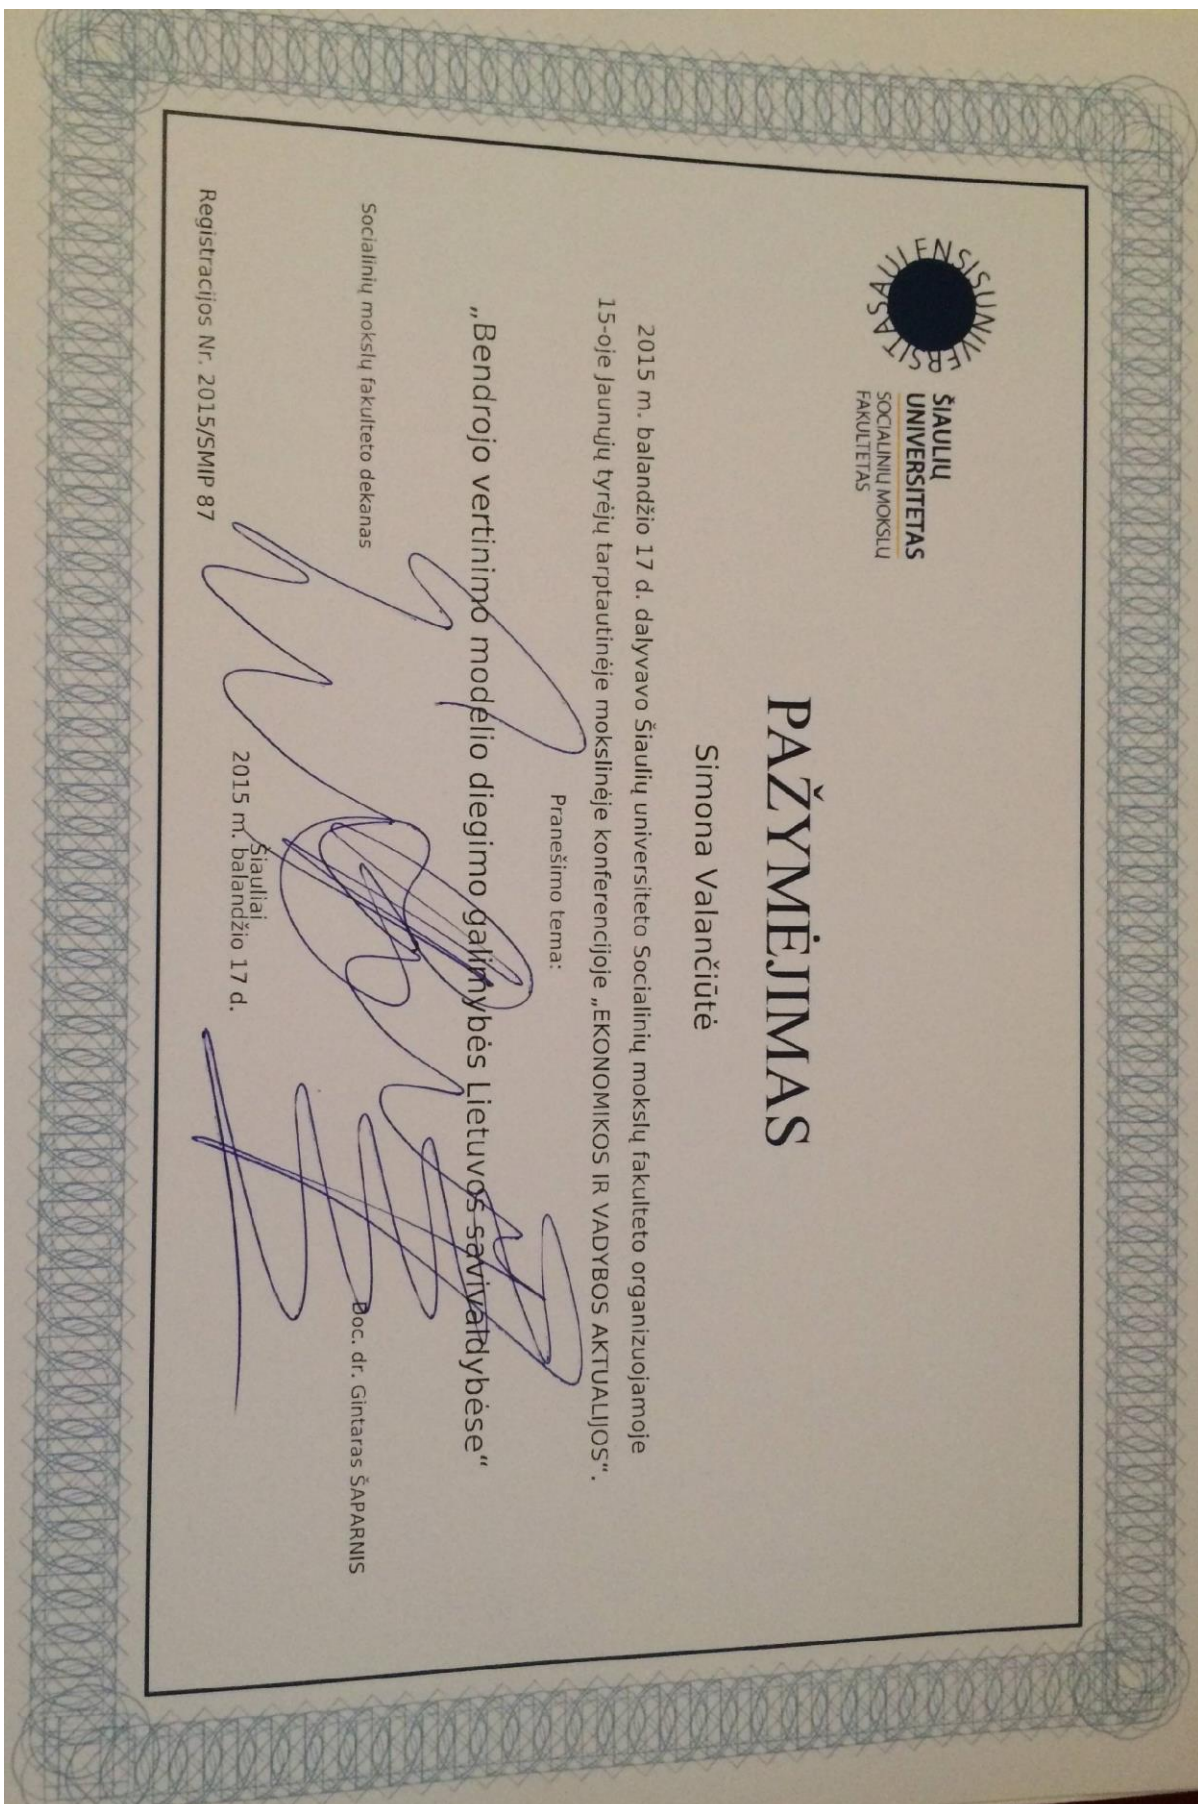 UNIVERSITAS SAULENSIS
ŠIAULIŲ
UNIVERSITETAS
SOCIALINIŲ MOKSLŲ
FAKULTETAS
PAŽYMĖJIMAS
Simona Valančiūtė
2015 m. balandžio 17 d. dalyvavo Šiaulių universiteto Socialinių mokslų fakulteto organizuojamoje
15-oje Jaunųjų tyrėjų tarptautinėje mokslinėje konferencijoje „EKONOMIKOS IR VADYBOS AKTUALIJOS“.
Pranešimo tema:
„Bendrojo vertinimo modelio diegimo galimybės Lietuvos savivaldybėse“
Socialinių mokslų fakulteto dekanas
Doc. dr. Gintaras ŠAPARNIS
Šiauliai
2015 m. balandžio 17 d.
Registracijos Nr. 2015/SMIP 87